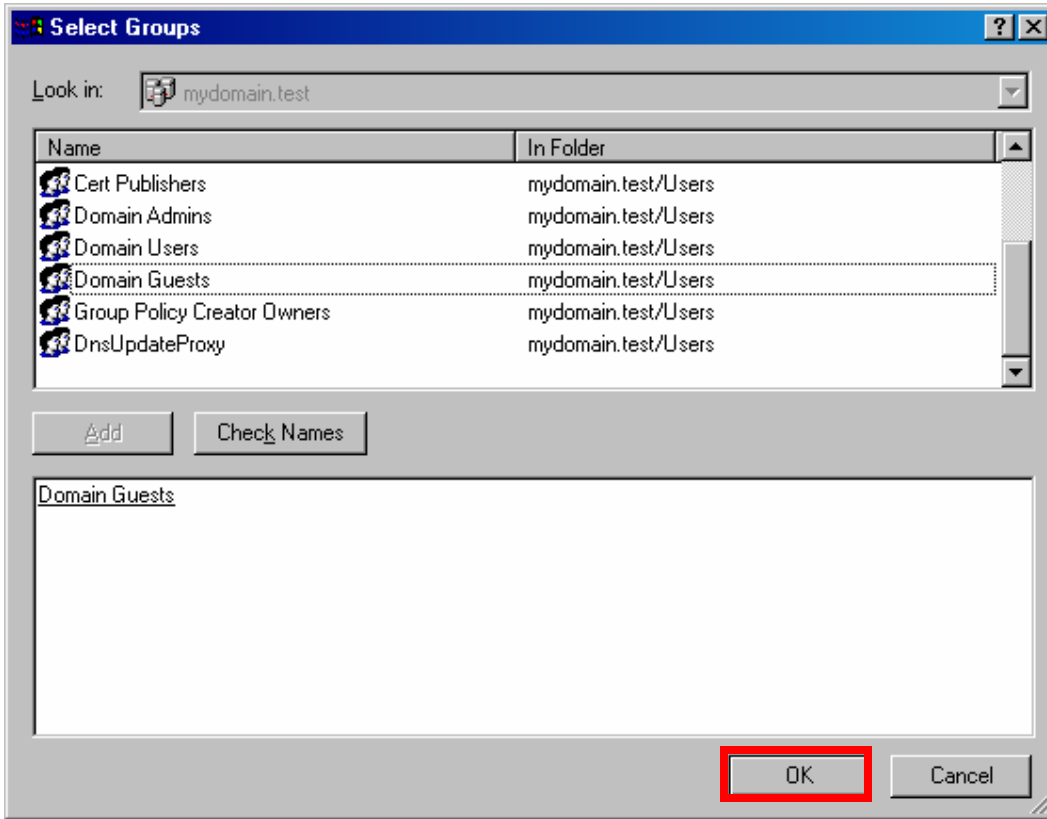 Select Groups
Look in: mydomain.test
Name In Folder
Cert Publishers mydomain.test/Users
Domain Admins mydomain.test/Users
Domain Users mydomain.test/Users
Domain Guests mydomain.test/Users
Group Policy Creator Owners mydomain.test/Users
DnsUpdateProxy mydomain.test/Users
Add Check Names
Domain Guests
OK Cancel